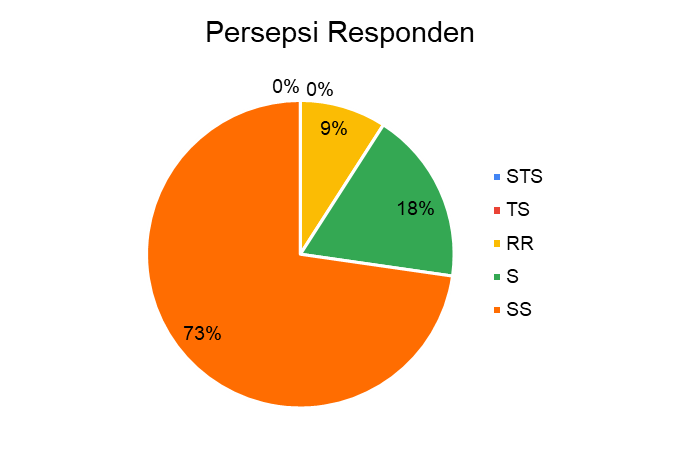 Persepsi Responden
0% 0%
9%
18%
73%
STS
TS
RR
S
SS